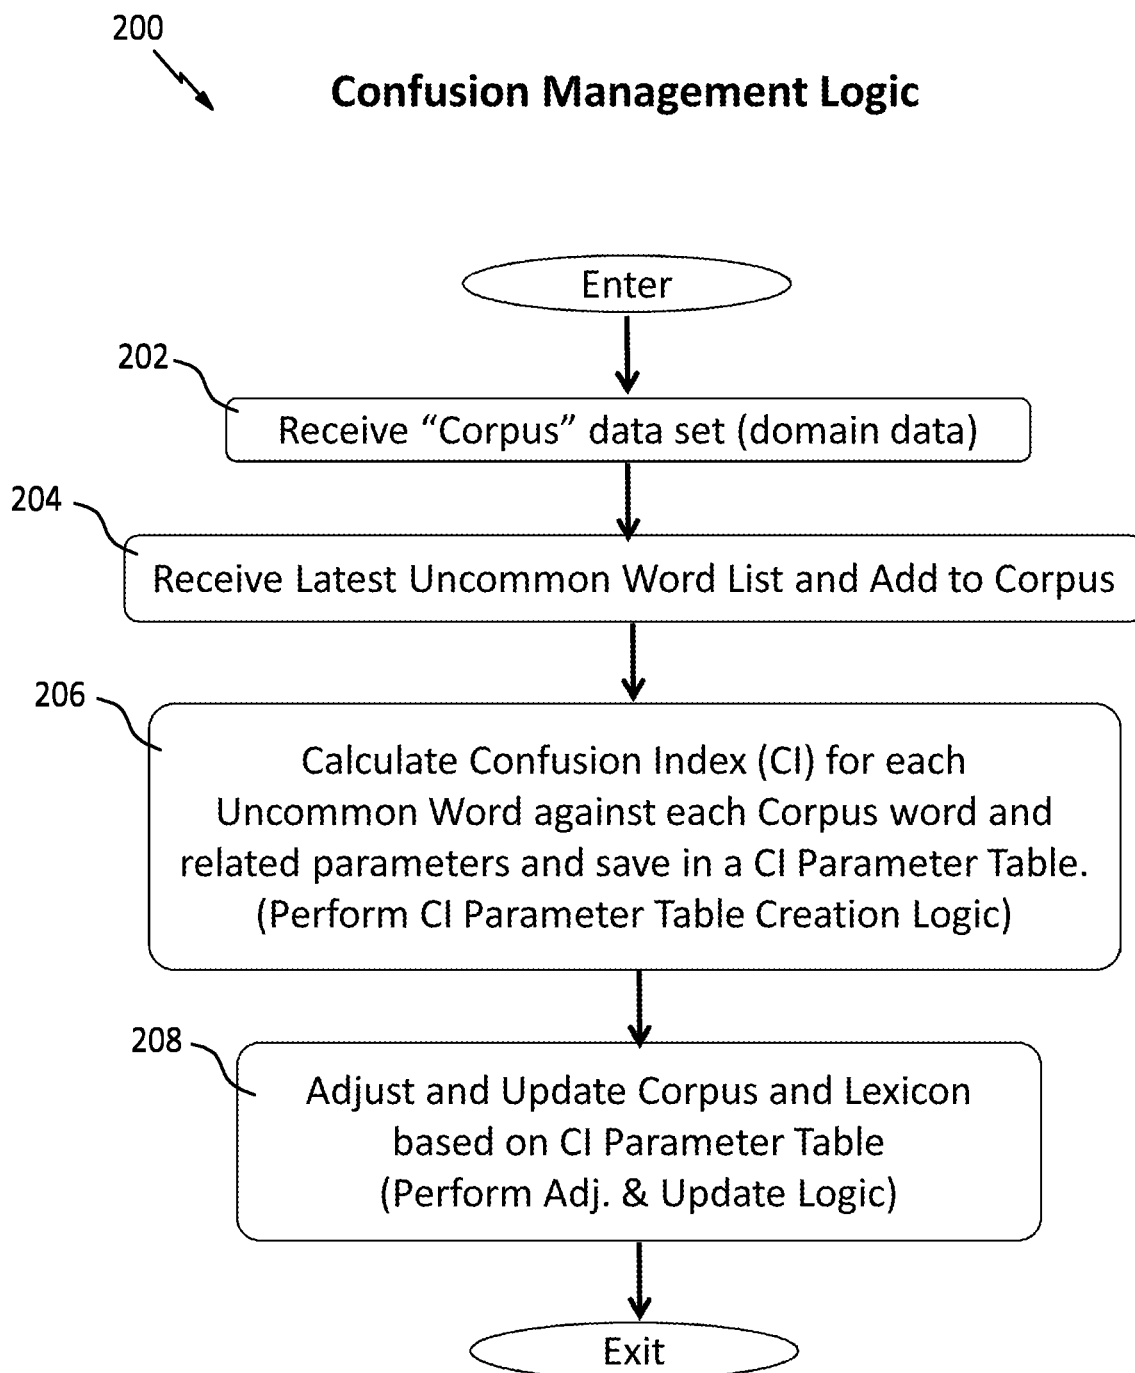 200
Confusion Management Logic
Enter
202
Receive “Corpus” data set (domain data)
204
Receive Latest Uncommon Word List and Add to Corpus
206
Calculate Confusion Index (CI) for each
Uncommon Word against each Corpus word and
related parameters and save in a CI Parameter Table.
(Perform CI Parameter Table Creation Logic)
208
Adjust and Update Corpus and Lexicon
based on CI Parameter Table
(Perform Adj. & Update Logic)
Exit